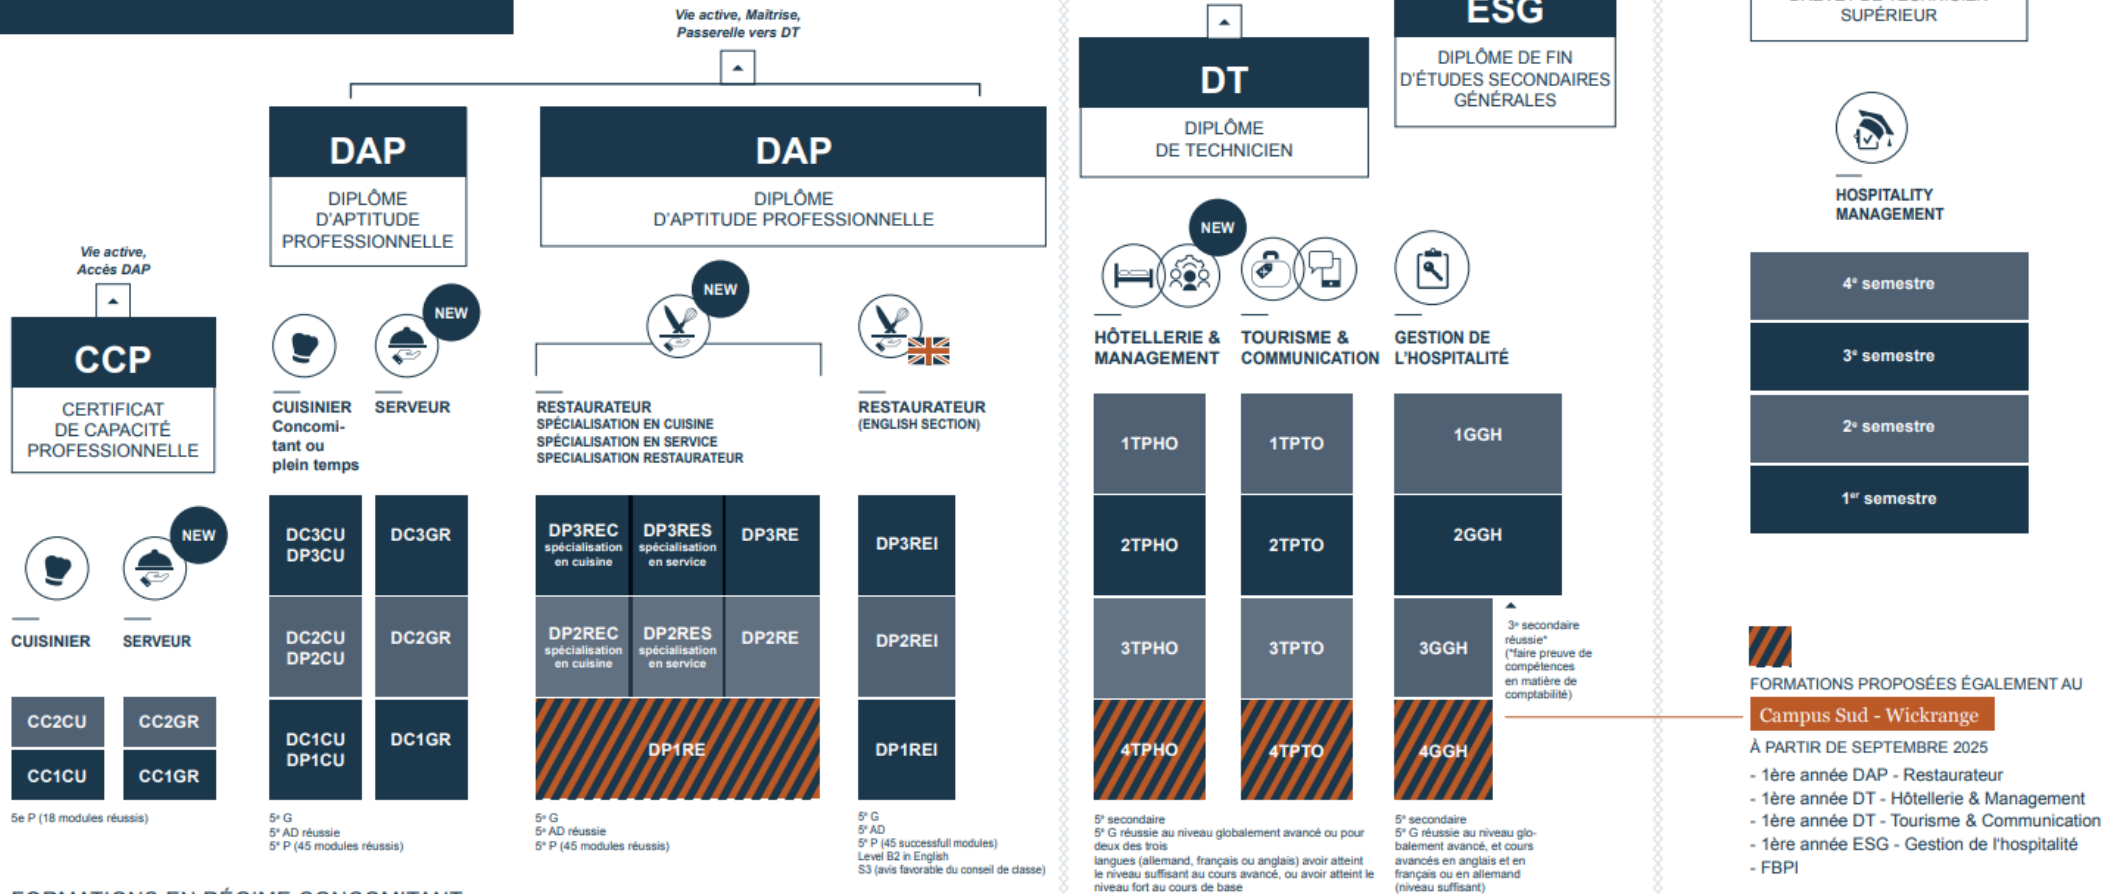 Vie active, Maîtrise,
Passerelle vers DT
DAP
DIPLÔME
D'APTITUDE
PROFESSIONNELLE
DAP
DIPLÔME
D'APTITUDE PROFESSIONNELLE
Vie active,
Accès DAP
CCP
CERTIFICAT
DE CAPACITÉ
PROFESSIONNELLE
NEW
CUISINIER
SERVEUR
CC2CU
CC2GR
CC1CU
CC1GR
5e P (18 modules réussis)
NEW
CUISINIER
Concomi-
tant ou
plein temps
SERVEUR
DC3CU
DP3CU
DC3GR
DC2CU
DP2CU
DC2GR
DC1CU
DP1CU
DC1GR
5ᵉ G
5ᵉ AD réussie
5ᵉ P (45 modules réussis)
NEW
RESTAURATEUR
SPÉCIALISATION EN CUISINE
SPÉCIALISATION EN SERVICE
SPECIALISATION RESTAURATEUR
DP3REC
spécialisation
en cuisine
DP3RES
spécialisation
en service
DP3RE
DP2REC
spécialisation
en cuisine
DP2RES
spécialisation
en service
DP2RE
DP1RE
5ᵉ G
5ᵉ AD réussie
5ᵉ P (45 modules réussis)
RESTAURATEUR
(ENGLISH SECTION)
DP3REI
DP2REI
DP1REI
5ᵉ G
5ᵉ AD
5ᵉ P (45 successfull modules)
Level B2 in English
S3 (avis favorable du conseil de classe)
DT
DIPLÔME
DE TECHNICIEN
ESG
DIPLÔME DE FIN
D'ÉTUDES SECONDAIRES
GÉNÉRALES
NEW
HÔTELLERIE &
MANAGEMENT
TOURISME &
COMMUNICATION
GESTION DE
L'HOSPITALITÉ
1TPHO
1TPTO
1GGH
2TPHO
2TPTO
2GGH
3TPHO
3TPTO
3GGH
3ᵉ secondaire
réussie*
(*faire preuve de
compétences
en matière de
comptabilité)
4TPHO
4TPTO
4GGH
5ᵉ secondaire
5ᵉ G réussie au niveau globalement avancé ou pour
deux des trois
langues (allemand, français ou anglais) avoir atteint
le niveau suffisant au cours avancé, ou avoir atteint le
niveau fort au cours de base
5ᵉ secondaire
5ᵉ G réussie au niveau glo-
balement avancé, et cours
avancés en anglais et en
français ou en allemand
(niveau suffisant)
SUPÉRIEUR
HOSPITALITY
MANAGEMENT
4ᵉ semestre
3ᵉ semestre
2ᵉ semestre
1ᵉʳ semestre
FORMATIONS PROPOSÉES ÉGALEMENT AU
Campus Sud - Wickrange
À PARTIR DE SEPTEMBRE 2025
- 1ère année DAP - Restaurateur
- 1ère année DT - Hôtellerie & Management
- 1ère année DT - Tourisme & Communication
- 1ère année ESG - Gestion de l'hospitalité
- FBPI
FORMATIONS EN RÉGIME CONCOMITANT